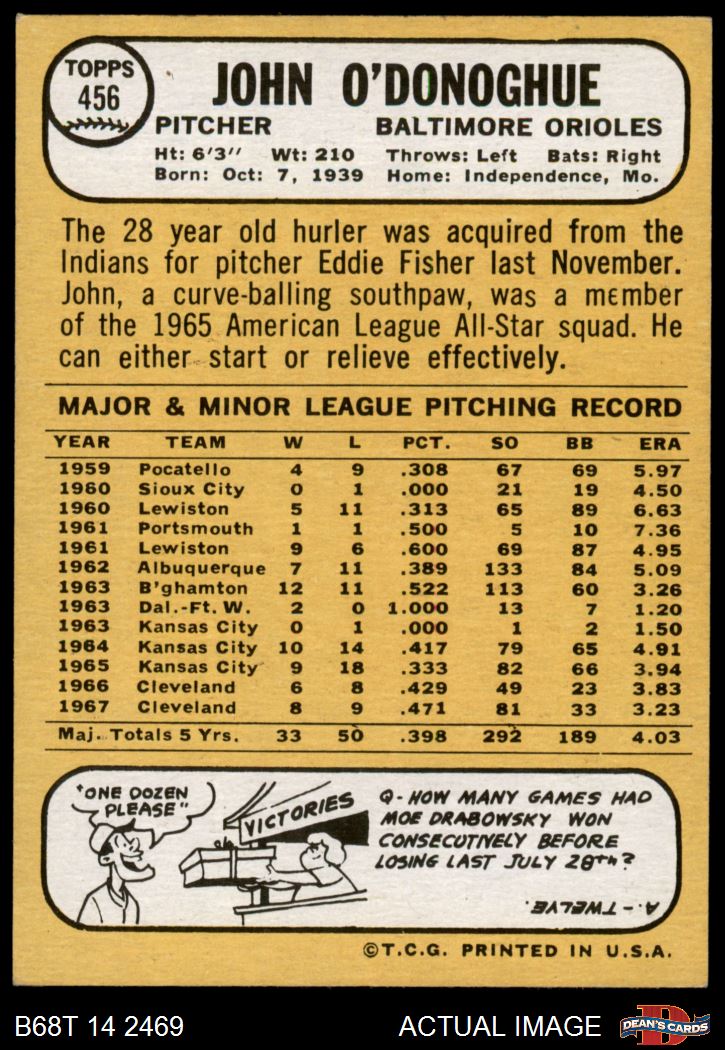 TOPPS
456
JOHN O'DONOGHUE
PITCHER BALTIMORE ORIOLES
Ht: 6'3" Wt: 210 Throws: Left Bats: Right
Born: Oct: 7, 1939 Home: Independence, Mo.
The 28 year old hurler was acquired from the
Indians for pitcher Eddie Fisher last November.
John, a curve-balling southpaw, was a member
of the 1965 American League All-Star squad. He
can either start or relieve effectively.
MAJOR & MINOR LEAGUE PITCHING RECORD
YEAR TEAM W L PCT. SO BB ERA
1959 Pocatello 4 9 .308 67 69 5.97
1960 Sioux City 0 1 .000 21 19 4.50
1960 Lewiston 5 11 .313 65 89 6.63
1961 Portsmouth 1 1 .500 5 10 7.36
1961 Lewiston 9 6 .600 69 87 4.95
1962 Albuquerque 7 11 .389 133 84 5.09
1963 B'ghamton 12 11 .522 113 60 3.26
1963 Dal.-Ft. W. 2 0 1.000 13 7 1.20
1963 Kansas City 0 1 .000 1 2 1.50
1964 Kansas City 10 14 .417 79 65 4.91
1965 Kansas City 9 18 .333 82 66 3.94
1966 Cleveland 6 8 .429 49 23 3.83
1967 Cleveland 8 9 .471 81 33 3.23
Maj. Totals 5 Yrs. 33 50 .398 292 189 4.03
"ONE DOZEN
PLEASE"
VICTORIES
Q-HOW MANY GAMES HAD
MOE DRABOWSKY WON
CONSECUTIVELY BEFORE
LOSING LAST JULY 28th?
A.-TWELVE.
©T.C.G. PRINTED IN U.S.A.
B68T 14 2469 ACTUAL IMAGE
D
DEAN'S CARDS